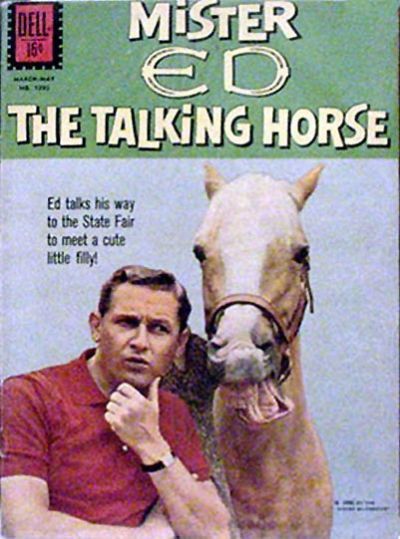 MiSTER
DELL
15¢
ED
MARCH-MAY
THE TALKiNG HORSE
Ed talks his way
to the State Fair
to meet a cute
little filly!